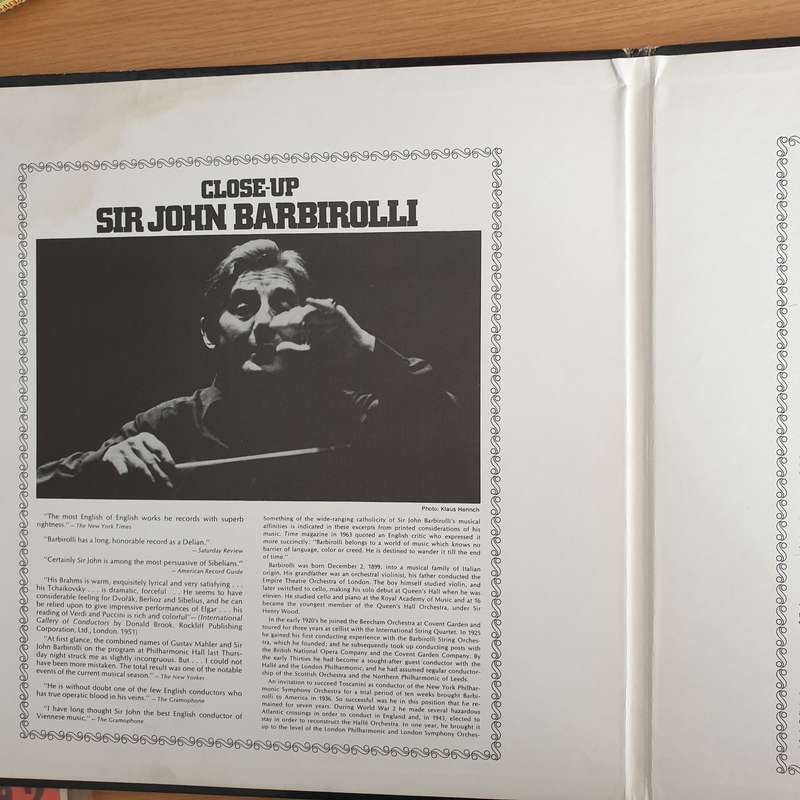 CLOSE-UP
SIR JOHN BARBIROLLI
Photo: Klaus Hennch
"The most English of English works he records with superb
rightness." – The New York Times
"Barbirolli has a long, honorable record as a Delian."
– Saturday Review
"Certainly Sir John is among the most persuasive of Sibelians."
– American Record Guide
"His Brahms is warm, exquisitely lyrical and very satisfying . . .
his Tchaikovsky . . . is dramatic, forceful . . . He seems to have
considerable feeling for Dvořák, Berlioz and Sibelius, and he can
be relied upon to give impressive performances of Elgar . . . his
reading of Verdi and Puccini is rich and colorful" – (International
Gallery of Conductors by Donald Brook, Rockliff Publishing
Corporation, Ltd., London. 1951)
"At first glance, the combined names of Gustav Mahler and Sir
John Barbirolli on the program at Philharmonic Hall last Thurs-
day night struck me as slightly incongruous. But . . . I could not
have been more mistaken. The total result was one of the notable
events of the current musical season." – The New Yorker
"He is without doubt one of the few English conductors who
has true operatic blood in his veins." – The Gramophone
"I have long thought Sir John the best English conductor of
Viennese music." – The Gramophone
Something of the wide-ranging catholicity of Sir John Barbirolli's musical
affinities is indicated in these excerpts from printed considerations of his
music. Time magazine in 1963 quoted an English critic who expressed it
more succinctly: "Barbirolli belongs to a world of music which knows no
barrier of language, color or creed. He is destined to wander it till the end
of time."
Barbirolli was born December 2, 1899, into a musical family of Italian
origin. His grandfather was an orchestral violinist, his father conducted the
Empire Theatre Orchestra of London. The boy himself studied violin, and
later switched to cello, making his solo debut at Queen's Hall when he was
eleven. He studied cello and piano at the Royal Academy of Music and at 16
became the youngest member of the Queen's Hall Orchestra, under Sir
Henry Wood.
In the early 1920's he joined the Beecham Orchestra at Covent Garden and
toured for three years as cellist with the International String Quartet. In 1925
he gained his first conducting experience with the Barbirolli String Orches-
tra, which he founded; and he subsequently took up conducting posts with
the British National Opera Company and the Covent Garden Company. By
the early Thirties he had become a sought-after guest conductor with the
Hallé and the London Philharmonic, and he had assumed regular conductor-
ship of the Scottish Orchestra and the Northern Philharmonic of Leeds.
An invitation to succeed Toscanini as conductor of the New York Philhar-
monic Symphony Orchestra for a trial period of ten weeks brought Barbi-
rolli to America in 1936. So successful was he in this position that he re-
mained for seven years. During World War 2 he made several hazardous
Atlantic crossings in order to conduct in England and, in 1943, elected to
stay in order to reconstruct the Hallé Orchestra. In one year, he brought it
up to the level of the London Philharmonic and London Symphony Orches-